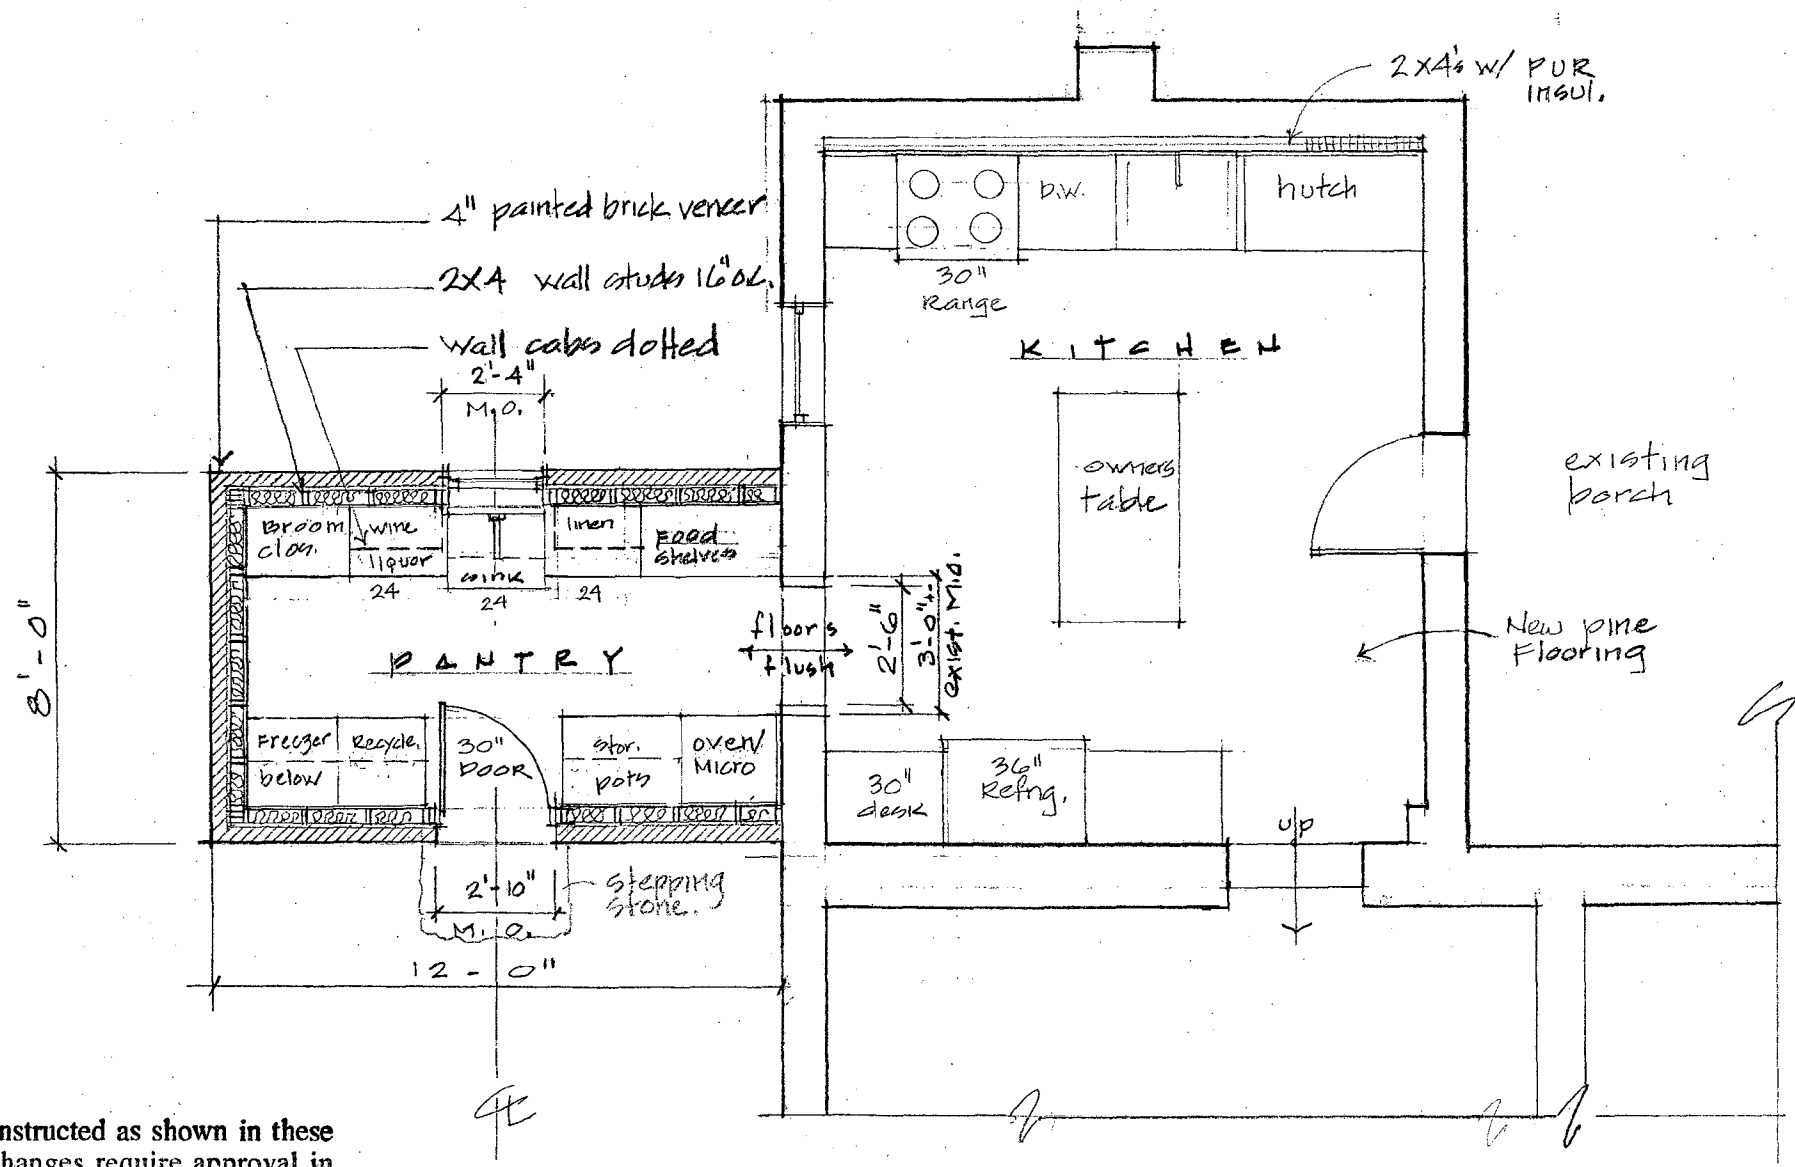 2X4's W/ PUR
INSUL.
4" painted brick veneer
2X4 wall studs 16" o.c.
wall cabs dotted
2'-4"
M.O.
D.W.
hutch
30"
Range
KITCHEN
owners
table
existing
porch
New pine
Flooring
Broom
clos.
wine
liquor
sink
linen
Food
shelves
24
24
24
8'-0"
PANTRY
floors
flush
2'-6"
3'-0"+-
exist. M.O.
Freezer
below
Recycle.
30"
DOOR
stor.
pots
oven/
Micro
30"
desk
36"
Refrig.
up
2'-10"
M.O.
stepping
stone.
12-0"
CL
nstructed as shown in these
hanges require approval in